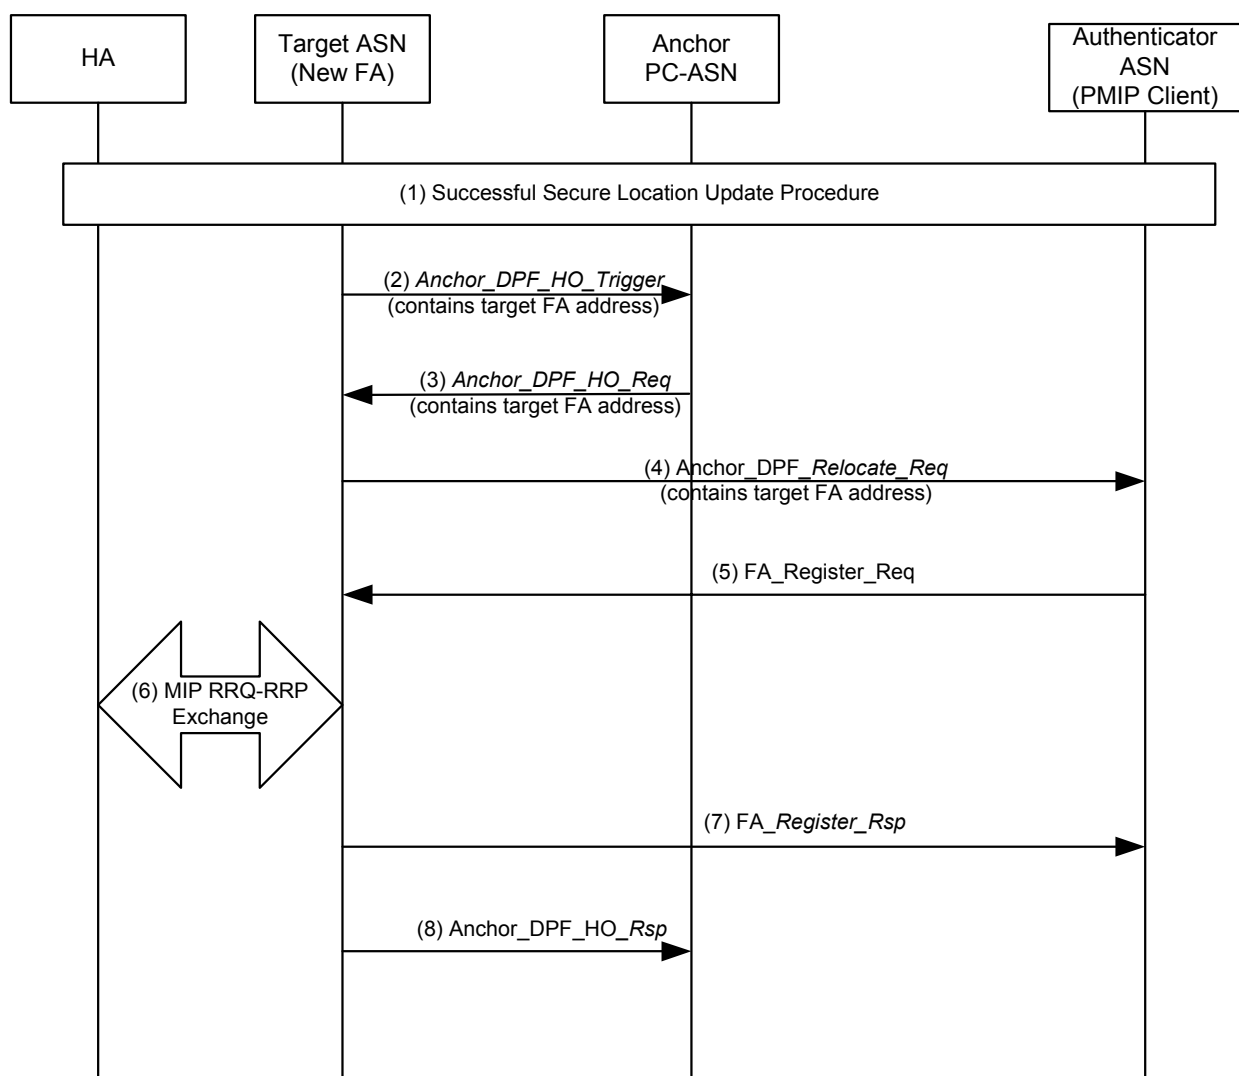 HA
Target ASN
(New FA)
Anchor
PC-ASN
Authenticator
ASN
(PMIP Client)
(1) Successful Secure Location Update Procedure
(2) Anchor_DPF_HO_Trigger
(contains target FA address)
(3) Anchor_DPF_HO_Req
(contains target FA address)
(4) Anchor_DPF_Relocate_Req
(contains target FA address)
(5) FA_Register_Req
(6) MIP RRQ-RRP
Exchange
(7) FA_Register_Rsp
(8) Anchor_DPF_HO_Rsp